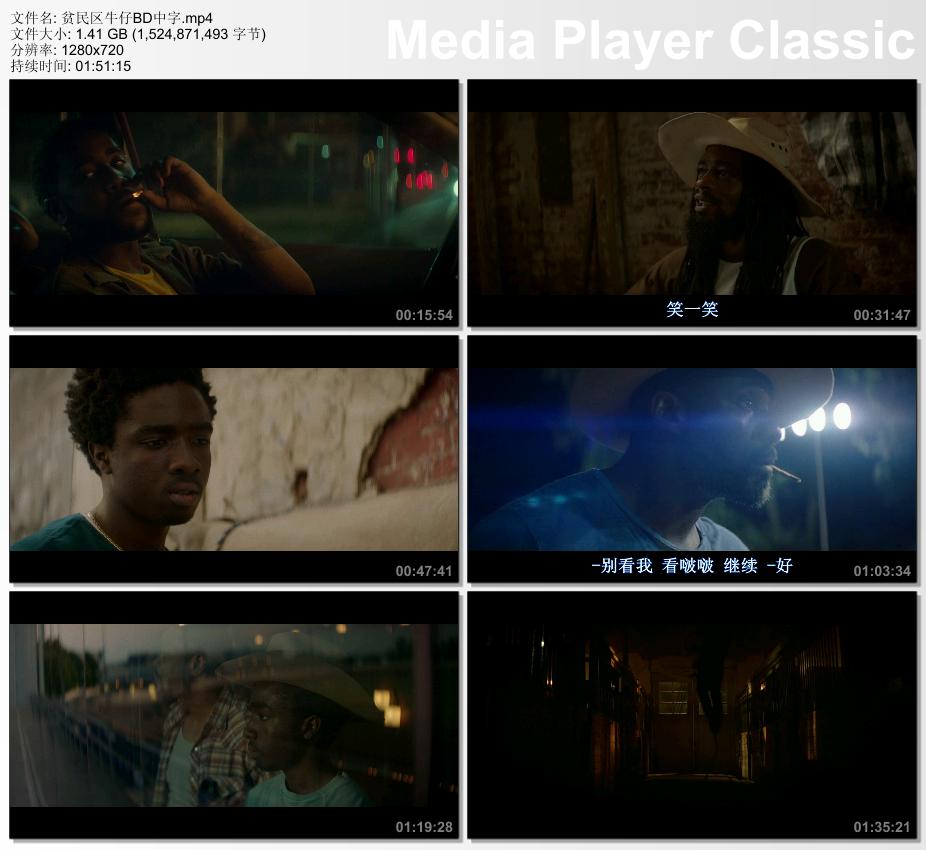 文件名: 贫民区牛仔BD中字.mp4
文件大小: 1.41 GB (1,524,871,493 字节)
分辨率: 1280x720
持续时间: 01:51:15
Media Player Classic
00:15:54
笑一笑
00:31:47
00:47:41
-别看我 看啵啵 继续 -好
01:03:34
01:19:28
01:35:21